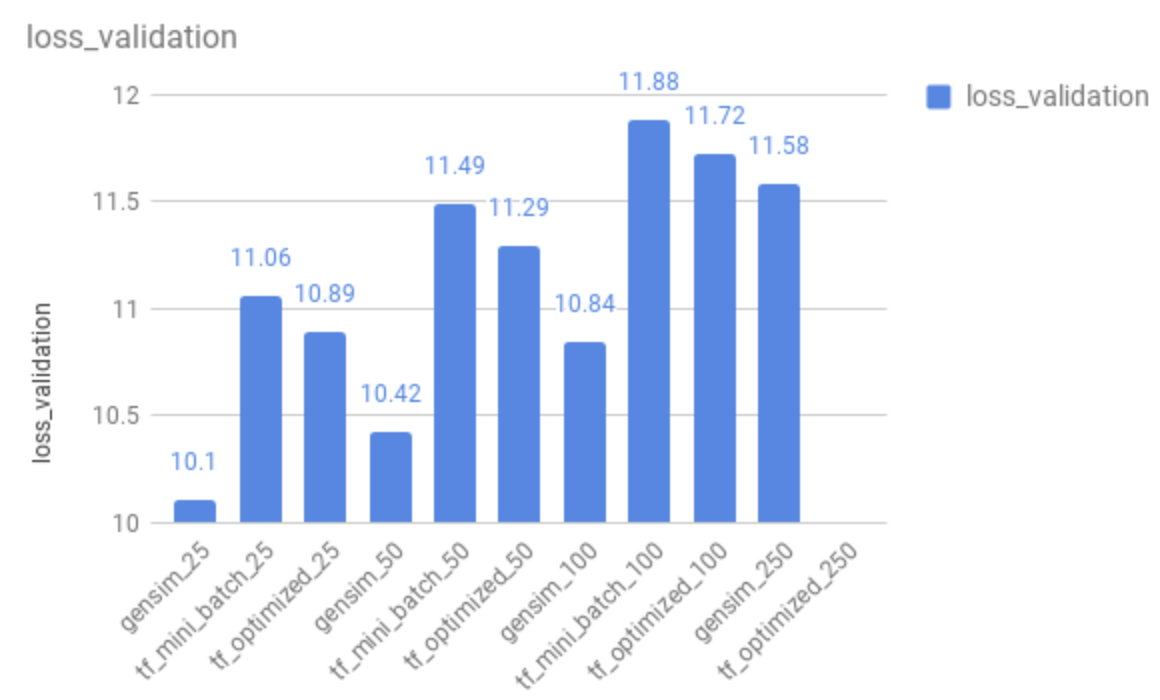 loss_validation
loss_validation
12
11.5
11
10.5
10
loss_validation
10.1
11.06
10.89
10.42
11.49
11.29
10.84
11.88
11.72
11.58
gensim_25
tf_mini_batch_25
tf_optimized_25
gensim_50
tf_mini_batch_50
tf_optimized_50
gensim_100
tf_mini_batch_100
tf_optimized_100
gensim_250
tf_optimized_250